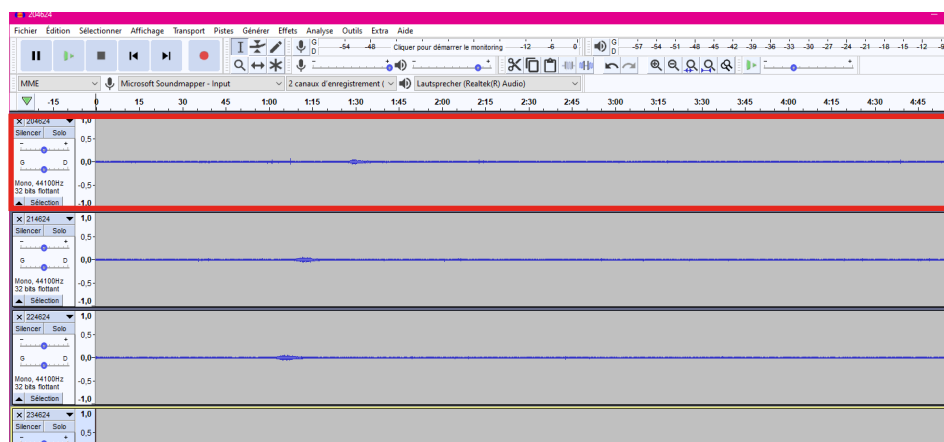 204624
Fichier Édition Sélectionner Affichage Transport Pistes Générer Effets Analyse Outils Extra Aide
G D -54 -48 Cliquer pour démarrer le monitoring -12 -6 0 G D -57 -54 -51 -48 -45 -42 -39 -36 -33 -30 -27 -24 -21 -18 -15 -12 -9
MME Microsoft Soundmapper - Input 2 canaux d'enregistrement ( Lautsprecher (Realtek(R) Audio)
-15 0 15 30 45 1:00 1:15 1:30 1:45 2:00 2:15 2:30 2:45 3:00 3:15 3:30 3:45 4:00 4:15 4:30 4:45
204624 1,0
Silencer Solo
0,5
- +
G D 0,0
Mono, 44100Hz -0,5
32 bits flottant
Sélection -1,0
214624 1,0
Silencer Solo
0,5
- +
G D 0,0
Mono, 44100Hz -0,5
32 bits flottant
Sélection -1,0
224624 1,0
Silencer Solo
0,5
- +
G D 0,0
Mono, 44100Hz -0,5
32 bits flottant
Sélection -1,0
234624 1,0
Silencer Solo
0,5
- +